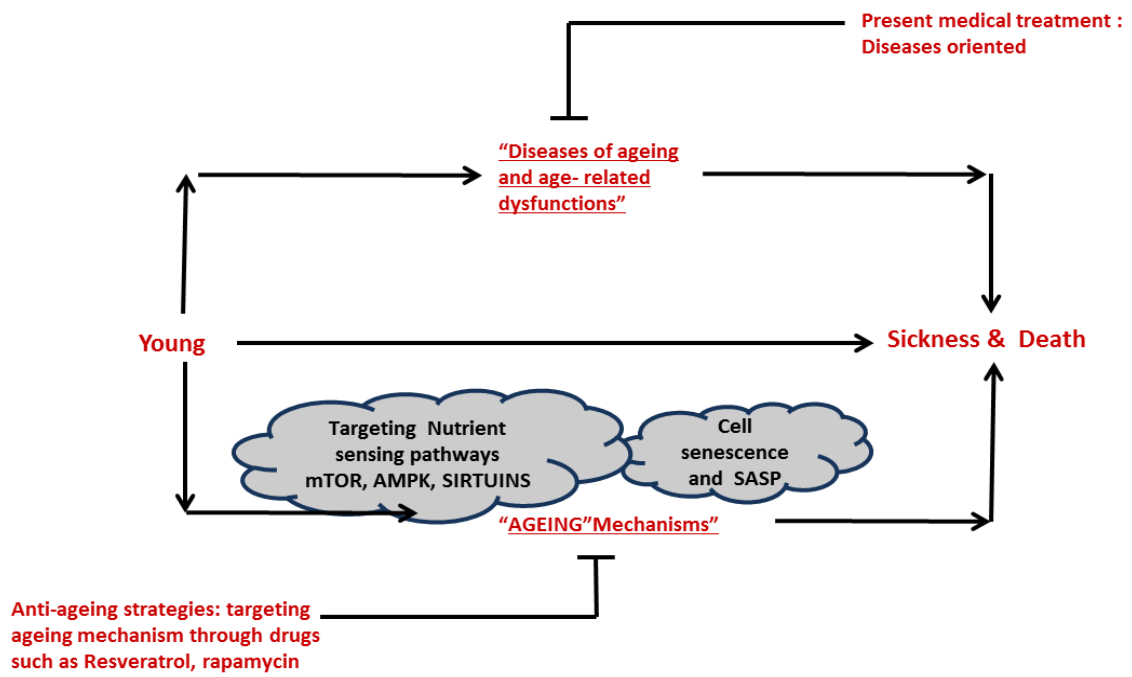 Present medical treatment :
Diseases oriented
“Diseases of ageing
and age- related
dysfunctions”
Young
Sickness & Death
Targeting Nutrient
sensing pathways
mTOR, AMPK, SIRTUINS
Cell
senescence
and SASP
“AGEING”Mechanisms”
Anti-ageing strategies: targeting
ageing mechanism through drugs
such as Resveratrol, rapamycin